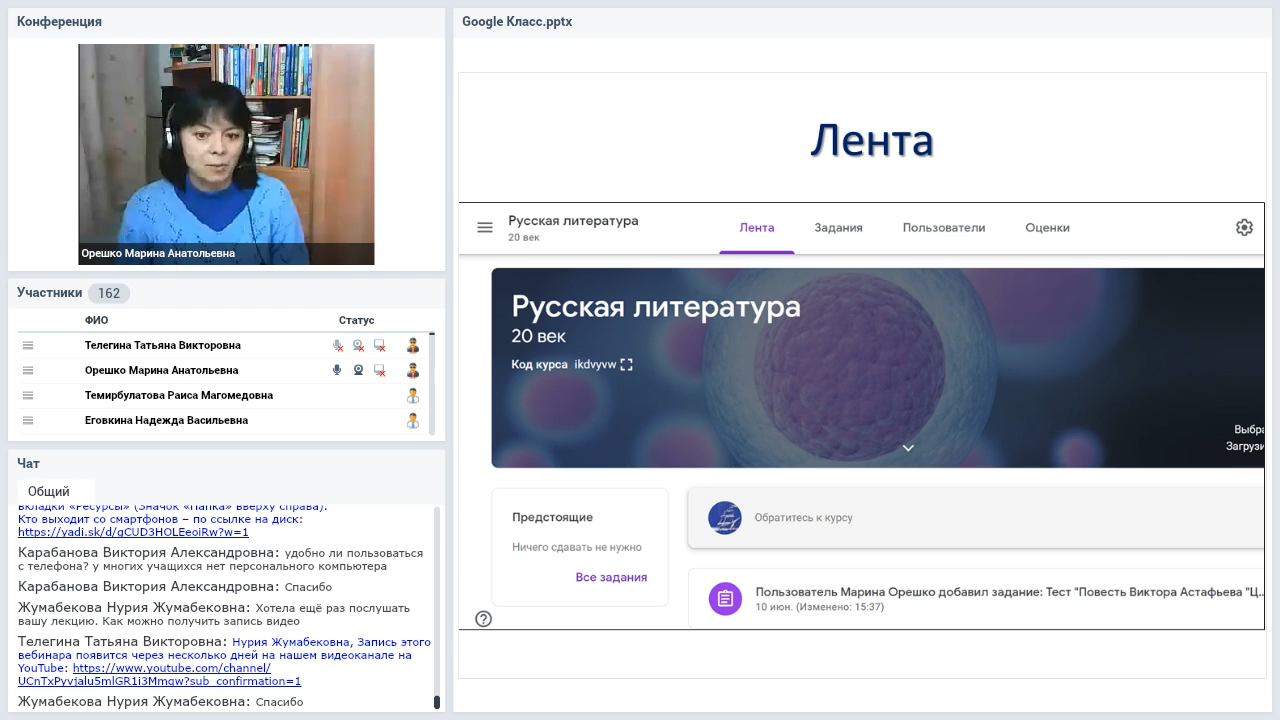 Конференция
Орешко Марина Анатольевна
Участники 162
ФИО Статус
Телегина Татьяна Викторовна
Орешко Марина Анатольевна
Темирбулатова Раиса Магомедовна
Еговкина Надежда Васильевна
Чат
Общий
вкладки «Ресурсы» (Значок «Папка» вверху справа).
Кто выходит со смартфонов – по ссылке на диск:
https://yadi.sk/d/gCUD3HOLEeoiRw?w=1
Карабанова Виктория Александровна: удобно ли пользоваться
с телефона? у многих учащихся нет персонального компьютера
Карабанова Виктория Александровна: Спасибо
Жумабекова Нурия Жумабековна: Хотела ещё раз послушать
вашу лекцию. Как можно получить запись видео
Телегина Татьяна Викторовна: Нурия Жумабековна, Запись этого
вебинара появится через несколько дней на нашем видеоканале на
YouTube: https://www.youtube.com/channel/
UCnTxPyvjalu5mlGR1i3Mmqw?sub_confirmation=1
Жумабекова Нурия Жумабековна: Спасибо
Google Класс.pptx
Лента
Русская литература
20 век
Лента Задания Пользователи Оценки
Русская литература
20 век
Код курса ikdvyvw
Выбра
Загрузи
Предстоящие
Ничего сдавать не нужно
Все задания
Обратитесь к курсу
Пользователь Марина Орешко добавил задание: Тест "Повесть Виктора Астафьева "Ц...
10 июн. (Изменено: 15:37)